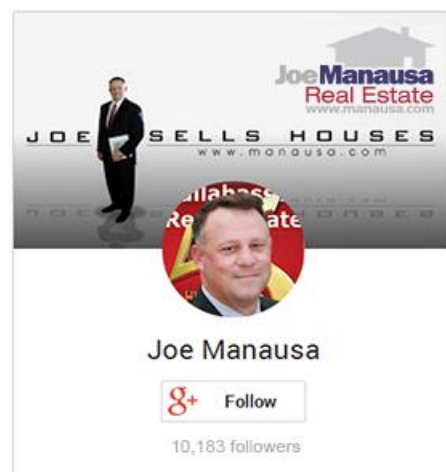 JoeManausa
Real Estate
www.manausa.com
JOE SELLS HOUSES
www.manausa.com
Joe Manausa
g+ Follow
10,183 followers